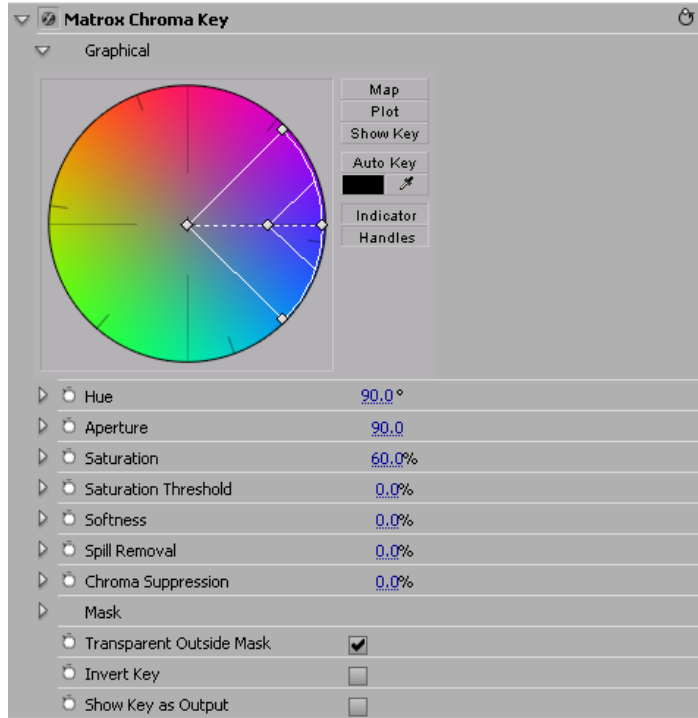 Matrox Chroma Key
Graphical
Map
Plot
Show Key
Auto Key
Indicator
Handles
Hue 90.0°
Aperture 90.0
Saturation 60.0%
Saturation Threshold 0.0%
Softness 0.0%
Spill Removal 0.0%
Chroma Suppression 0.0%
Mask
Transparent Outside Mask
Invert Key
Show Key as Output